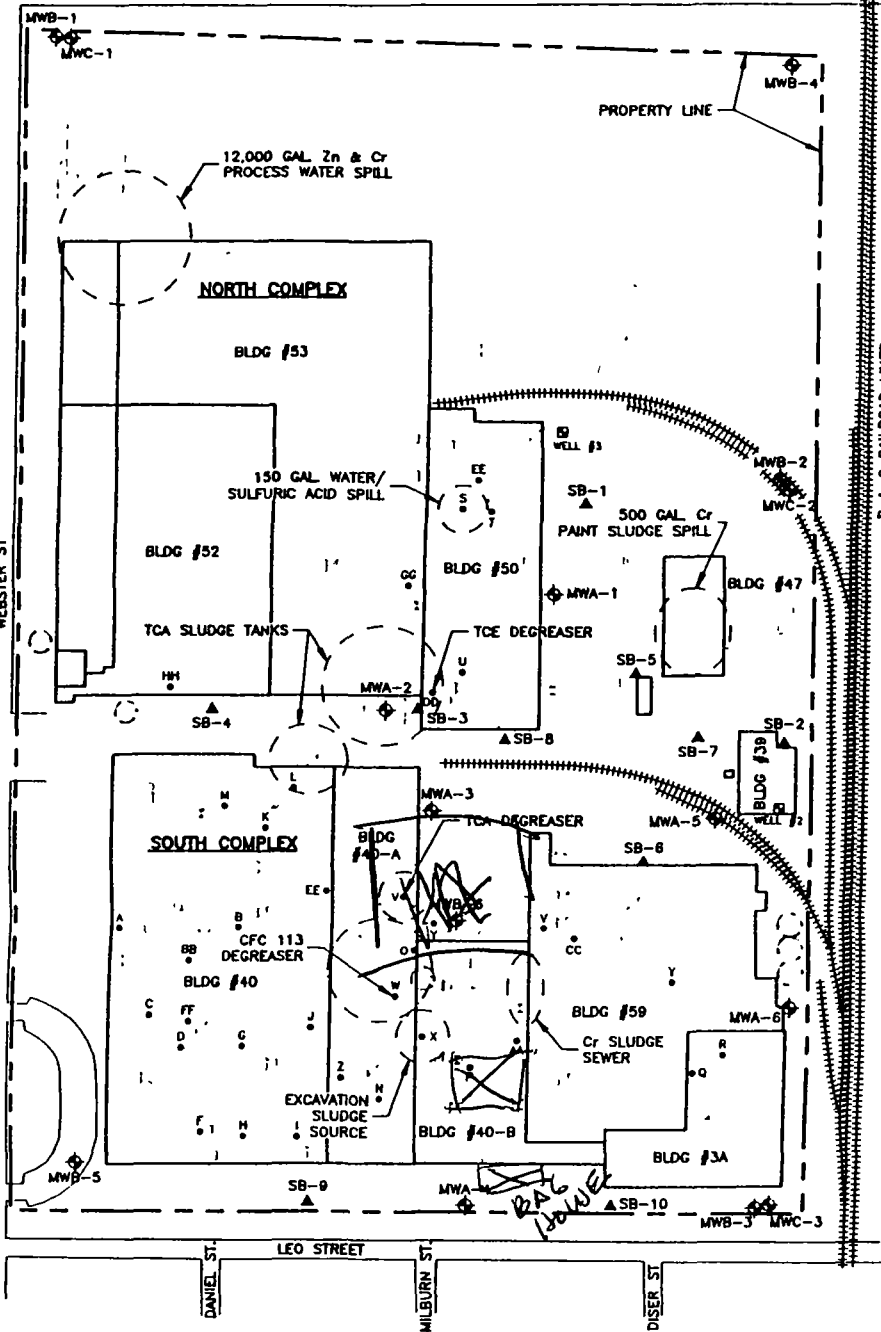 MWB-1
MWC-1
MWB-4
PROPERTY LINE
12,000 GAL. Zn & Cr
PROCESS WATER SPILL
NORTH COMPLEX
BLDG #53
WELL #3
150 GAL. WATER/
SULFURIC ACID SPILL
EE
S
T
SB-1
MWB-2
MWC-2
500 GAL. Cr
PAINT SLUDGE SPILL
WEBSTER ST
BLDG #52
GG
BLDG #50
MWA-1
BLDG #47
TCA SLUDGE TANKS
TCE DEGREASER
U
DD
SB-5
HH
SB-4
MWA-2
SB-3
SB-8
SB-7
SB-2
BLDG #39
WELL #2
MWA-5
MWA-3
L
M
K
SOUTH COMPLEX
BLDG
#40-A
TCA DEGREASER
SB-6
EE
V
A
B
V
CC
BB
CFC 113
DEGREASER
BLDG #40
O
W
Y
BLDG #59
MWA-6
C
FF
D
G
J
X
Cr SLUDGE
SEWER
R
Q
Z
N
EXCAVATION
SLUDGE
SOURCE
F
H
I
BLDG #40-B
BLDG #3A
MWB-5
SB-9
MWA-
BAG
HOUSE
SB-10
MWB-3
MWC-3
LEO STREET
DANIEL ST.
MILBURN ST.
DISER ST